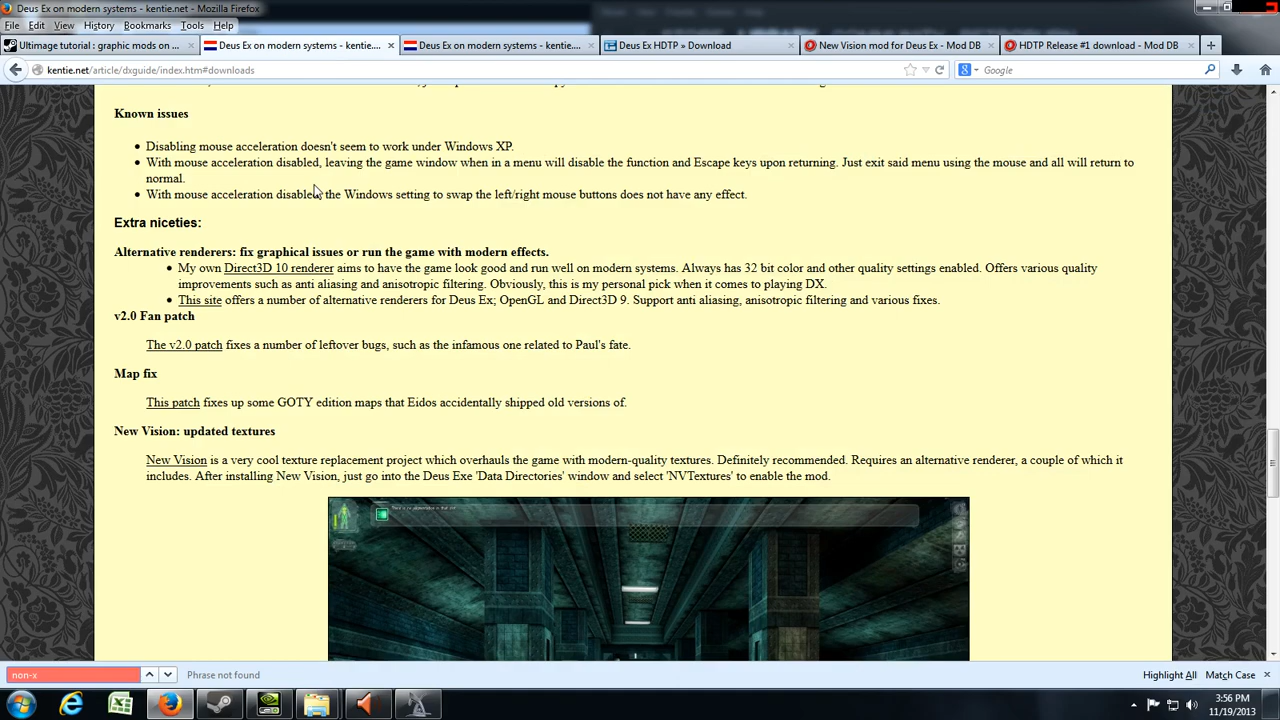 Deus Ex on modern systems - kentie.net - Mozilla Firefox
File Edit View History Bookmarks Tools Help
Ultimage tutorial : graphic mods on ... × Deus Ex on modern systems - kentie.... × Deus Ex on modern systems - kentie.... × Deus Ex HDTP » Download × New Vision mod for Deus Ex - Mod DB × HDTP Release #1 download - Mod DB × +
kentie.net/article/dxguide/index.htm#downloads Google
Known issues
Disabling mouse acceleration doesn't seem to work under Windows XP.
With mouse acceleration disabled, leaving the game window when in a menu will disable the function and Escape keys upon returning. Just exit said menu using the mouse and all will return to
normal.
With mouse acceleration disabled, the Windows setting to swap the left/right mouse buttons does not have any effect.
Extra niceties:
Alternative renderers: fix graphical issues or run the game with modern effects.
My own Direct3D 10 renderer aims to have the game look good and run well on modern systems. Always has 32 bit color and other quality settings enabled. Offers various quality
improvements such as anti aliasing and anisotropic filtering. Obviously, this is my personal pick when it comes to playing DX.
This site offers a number of alternative renderers for Deus Ex; OpenGL and Direct3D 9. Support anti aliasing, anisotropic filtering and various fixes.
v2.0 Fan patch
The v2.0 patch fixes a number of leftover bugs, such as the infamous one related to Paul's fate.
Map fix
This patch fixes up some GOTY edition maps that Eidos accidentally shipped old versions of.
New Vision: updated textures
New Vision is a very cool texture replacement project which overhauls the game with modern-quality textures. Definitely recommended. Requires an alternative renderer, a couple of which it
includes. After installing New Vision, just go into the Deus Exe 'Data Directories' window and select 'NVTextures' to enable the mod.
non-x Phrase not found Highlight All Match Case ×
3:56 PM
11/19/2013